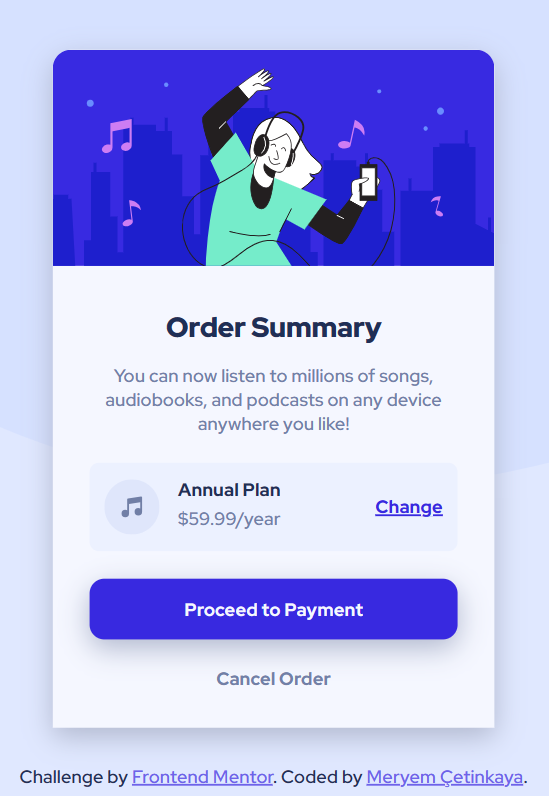 Order Summary
You can now listen to millions of songs,
audiobooks, and podcasts on any device
anywhere you like!
Annual Plan
$59.99/year
Change
Proceed to Payment
Cancel Order
Challenge by Frontend Mentor. Coded by Meryem Çetinkaya.